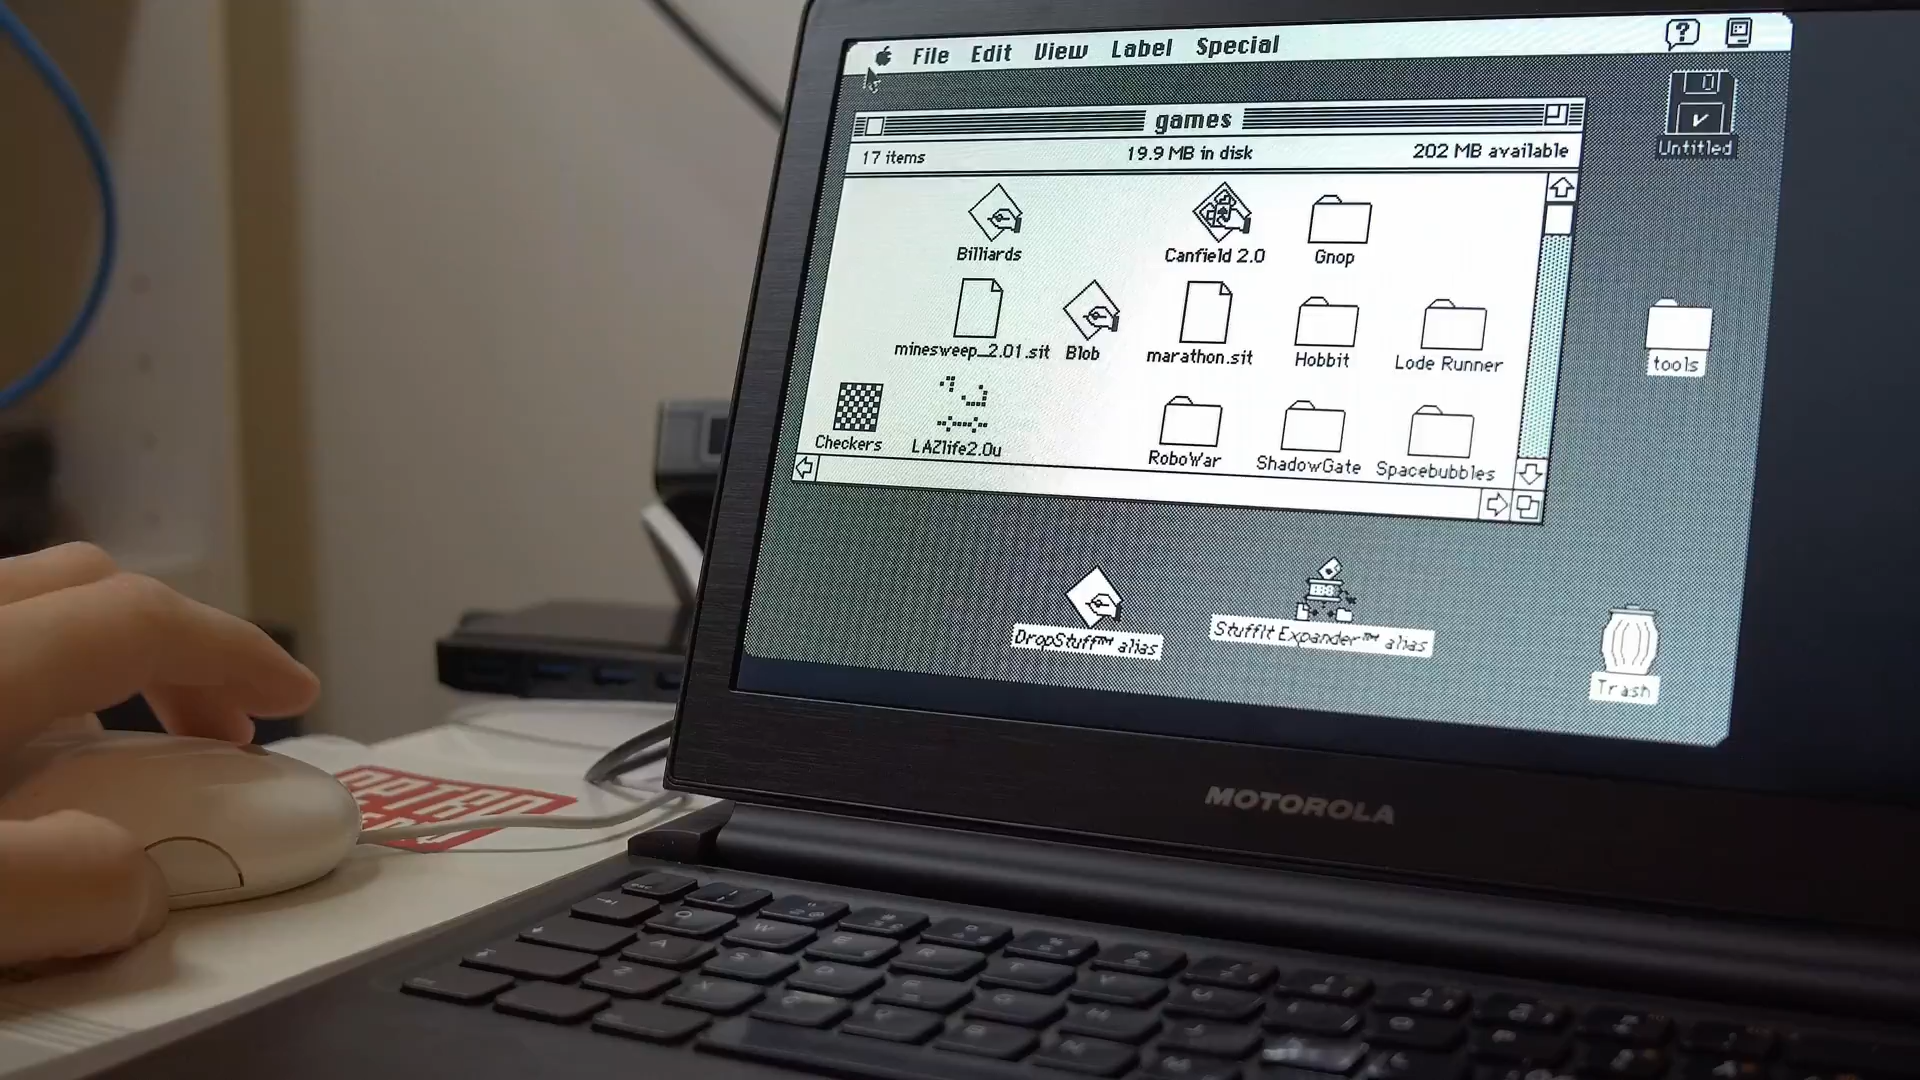 File Edit View Label Special
games
17 items 19.9 MB in disk 202 MB available
Untitled
Billiards Canfield 2.0 Gnop
minesweep_2.01.sit Blob marathon.sit Hobbit Lode Runner
tools
Checkers LAZlife2.0u RoboWar ShadowGate Spacebubbles
DropStuff™ alias StuffIt Expander™ alias
Trash
MOTOROLA
esc
Q W E R T
A S D
Z X